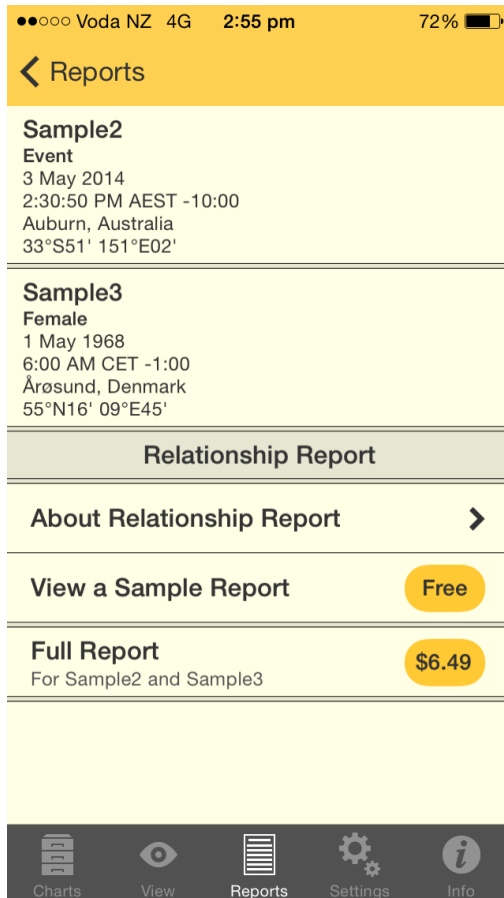 Voda NZ 4G 2:55 pm 72%
Reports
Sample2
Event
3 May 2014
2:30:50 PM AEST -10:00
Auburn, Australia
33°S51' 151°E02'
Sample3
Female
1 May 1968
6:00 AM CET -1:00
Årøsund, Denmark
55°N16' 09°E45'
Relationship Report
About Relationship Report
View a Sample Report Free
Full Report $6.49
For Sample2 and Sample3
Charts View Reports Settings Info